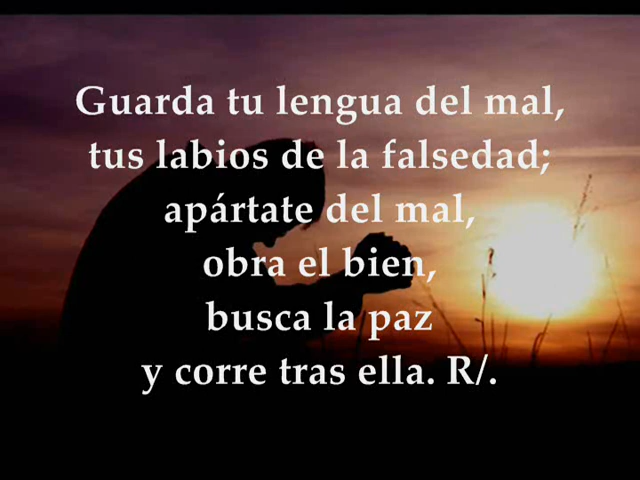 Guarda tu lengua del mal,
tus labios de la falsedad;
apártate del mal,
obra el bien,
busca la paz
y corre tras ella. R/.